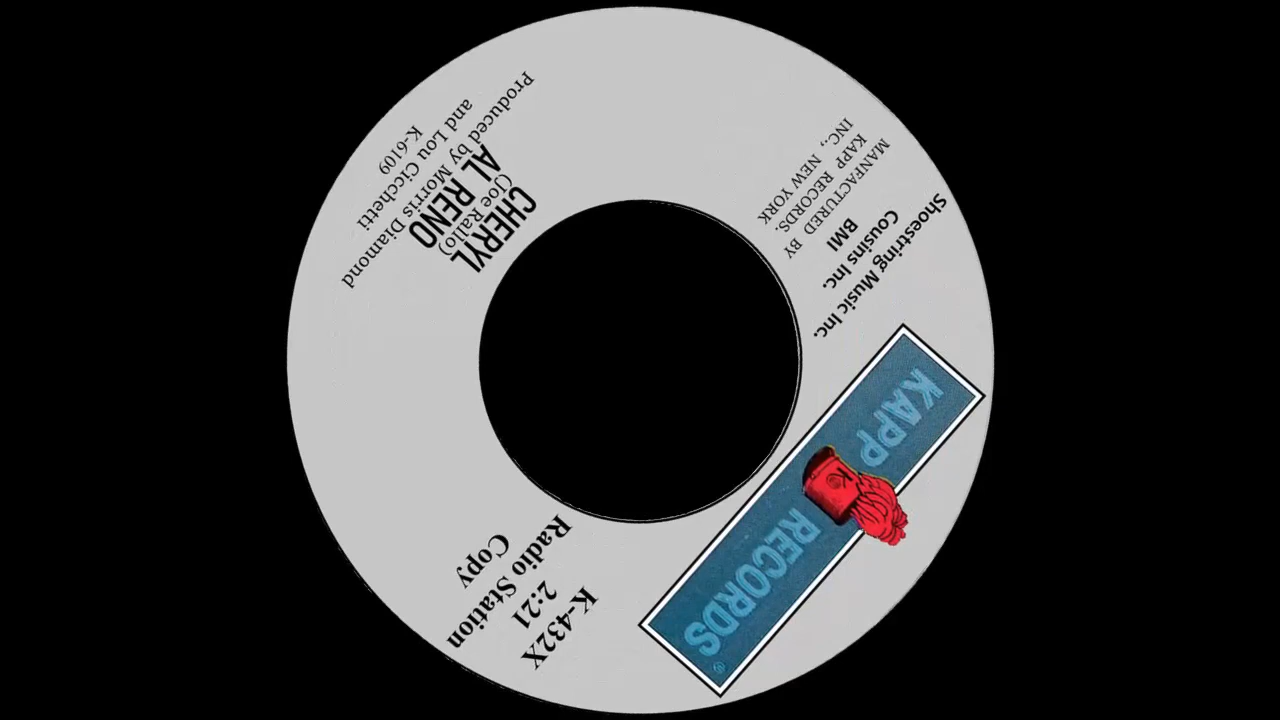 KAPP RECORDS®
K
Shoestring Music Inc.
Cousins Inc.
BMI
MANFACTURED BY
KAPP RECORDS,
INC., NEW YORK
K-432X
2:21
Radio Station
Copy
CHERYL
(Joe Ralio)
AL RENO
Produced by Morris Diamond
and Lou Cicchetti
K-6109